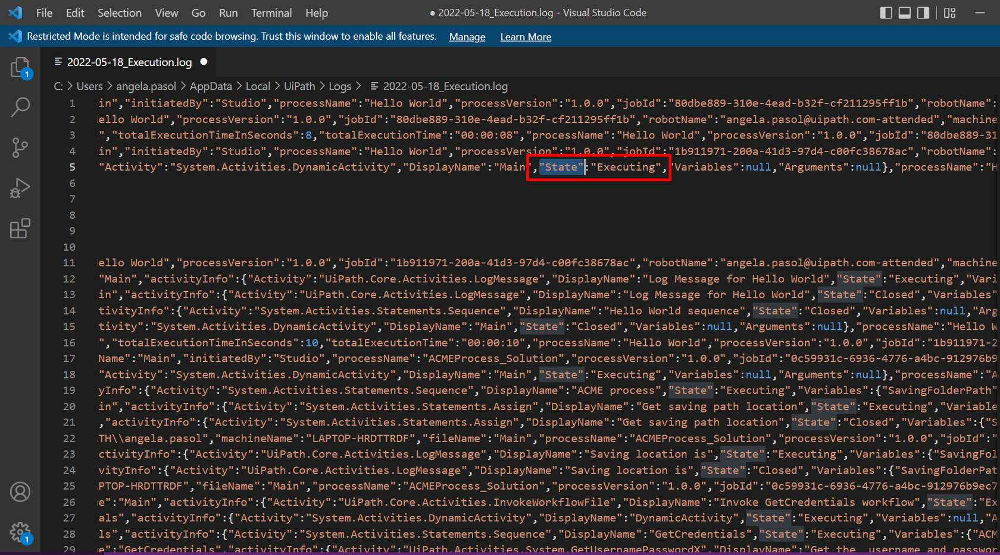 File Edit Selection View Go Run Terminal Help ● 2022-05-18_Execution.log - Visual Studio Code
Restricted Mode is intended for safe code browsing. Trust this window to enable all features. Manage Learn More
2022-05-18_Execution.log ●
C: > Users > angela.pasol > AppData > Local > UiPath > Logs > 2022-05-18_Execution.log
1 in","initiatedBy":"Studio","processName":"Hello World","processVersion":"1.0.0","jobId":"80dbe889-310e-4ead-b32f-cf211295ff1b","robotName":
2 ello World","processVersion":"1.0.0","jobId":"80dbe889-310e-4ead-b32f-cf211295ff1b","robotName":"angela.pasol@uipath.com-attended","machine
3 ","totalExecutionTimeInSeconds":8,"totalExecutionTime":"00:00:08","processName":"Hello World","processVersion":"1.0.0","jobId":"80dbe889-31
4 in","initiatedBy":"Studio","processName":"Hello World","processVersion":"1.0.0","jobId":"1b911971-200a-41d3-97d4-c00fc38678ac","robotName":
5 "Activity":"System.Activities.DynamicActivity","DisplayName":"Main","State":"Executing","Variables":null,"Arguments":null},"processName":"H
6
7
8
9
10
11 ello World","processVersion":"1.0.0","jobId":"1b911971-200a-41d3-97d4-c00fc38678ac","robotName":"angela.pasol@uipath.com-attended","machine
12 "Main","activityInfo":{"Activity":"UiPath.Core.Activities.LogMessage","DisplayName":"Log Message for Hello World","State":"Executing","Vari
13 in","activityInfo":{"Activity":"UiPath.Core.Activities.LogMessage","DisplayName":"Log Message for Hello World","State":"Closed","Variables"
14 tivityInfo":{"Activity":"System.Activities.Statements.Sequence","DisplayName":"Hello World sequence","State":"Closed","Variables":null,"Arg
15 tivity":"System.Activities.DynamicActivity","DisplayName":"Main","State":"Closed","Variables":null,"Arguments":null},"processName":"Hello W
16 ","totalExecutionTimeInSeconds":10,"totalExecutionTime":"00:00:10","processName":"Hello World","processVersion":"1.0.0","jobId":"1b911971-2
17 Name":"Main","initiatedBy":"Studio","processName":"ACMEProcess_Solution","processVersion":"1.0.0","jobId":"0c59931c-6936-4776-a4bc-912976b9
18 "Activity":"System.Activities.DynamicActivity","DisplayName":"Main","State":"Executing","Variables":null,"Arguments":null},"processName":"A
19 yInfo":{"Activity":"System.Activities.Statements.Sequence","DisplayName":"ACME process","State":"Executing","Variables":{"SavingFolderPath"
20 in","activityInfo":{"Activity":"System.Activities.Statements.Assign","DisplayName":"Get saving path location","State":"Executing","Variable
21 ,"activityInfo":{"Activity":"System.Activities.Statements.Assign","DisplayName":"Get saving path location","State":"Closed","Variables":{"S
22 ATH\\angela.pasol","machineName":"LAPTOP-HRDTTRDF","fileName":"Main","processName":"ACMEProcess_Solution","processVersion":"1.0.0","jobId":"
23 ctivityInfo":{"Activity":"UiPath.Core.Activities.LogMessage","DisplayName":"Saving location is","State":"Executing","Variables":{"SavingFol
24 vityInfo":{"Activity":"UiPath.Core.Activities.LogMessage","DisplayName":"Saving location is","State":"Closed","Variables":{"SavingFolderPat
25 PTOP-HRDTTRDF","fileName":"Main","processName":"ACMEProcess_Solution","processVersion":"1.0.0","jobId":"0c59931c-6936-4776-a4bc-912976b9ec7
26 e":"Main","activityInfo":{"Activity":"UiPath.Core.Activities.InvokeWorkflowFile","DisplayName":"Invoke GetCredentials workflow","State":"Ex
27 als","activityInfo":{"Activity":"System.Activities.DynamicActivity","DisplayName":"DynamicActivity","State":"Executing","Variables":null,"A
28 ls","activityInfo":{"Activity":"System.Activities.Statements.Sequence","DisplayName":"GetCredentials","State":"Executing","Variables":{"ACM
29 e":"GetCredentials","activityInfo":{"Activity":"UiPath.Activities.System.GetUsernamePasswordX","DisplayName":"Get the  username and passwor
1
1